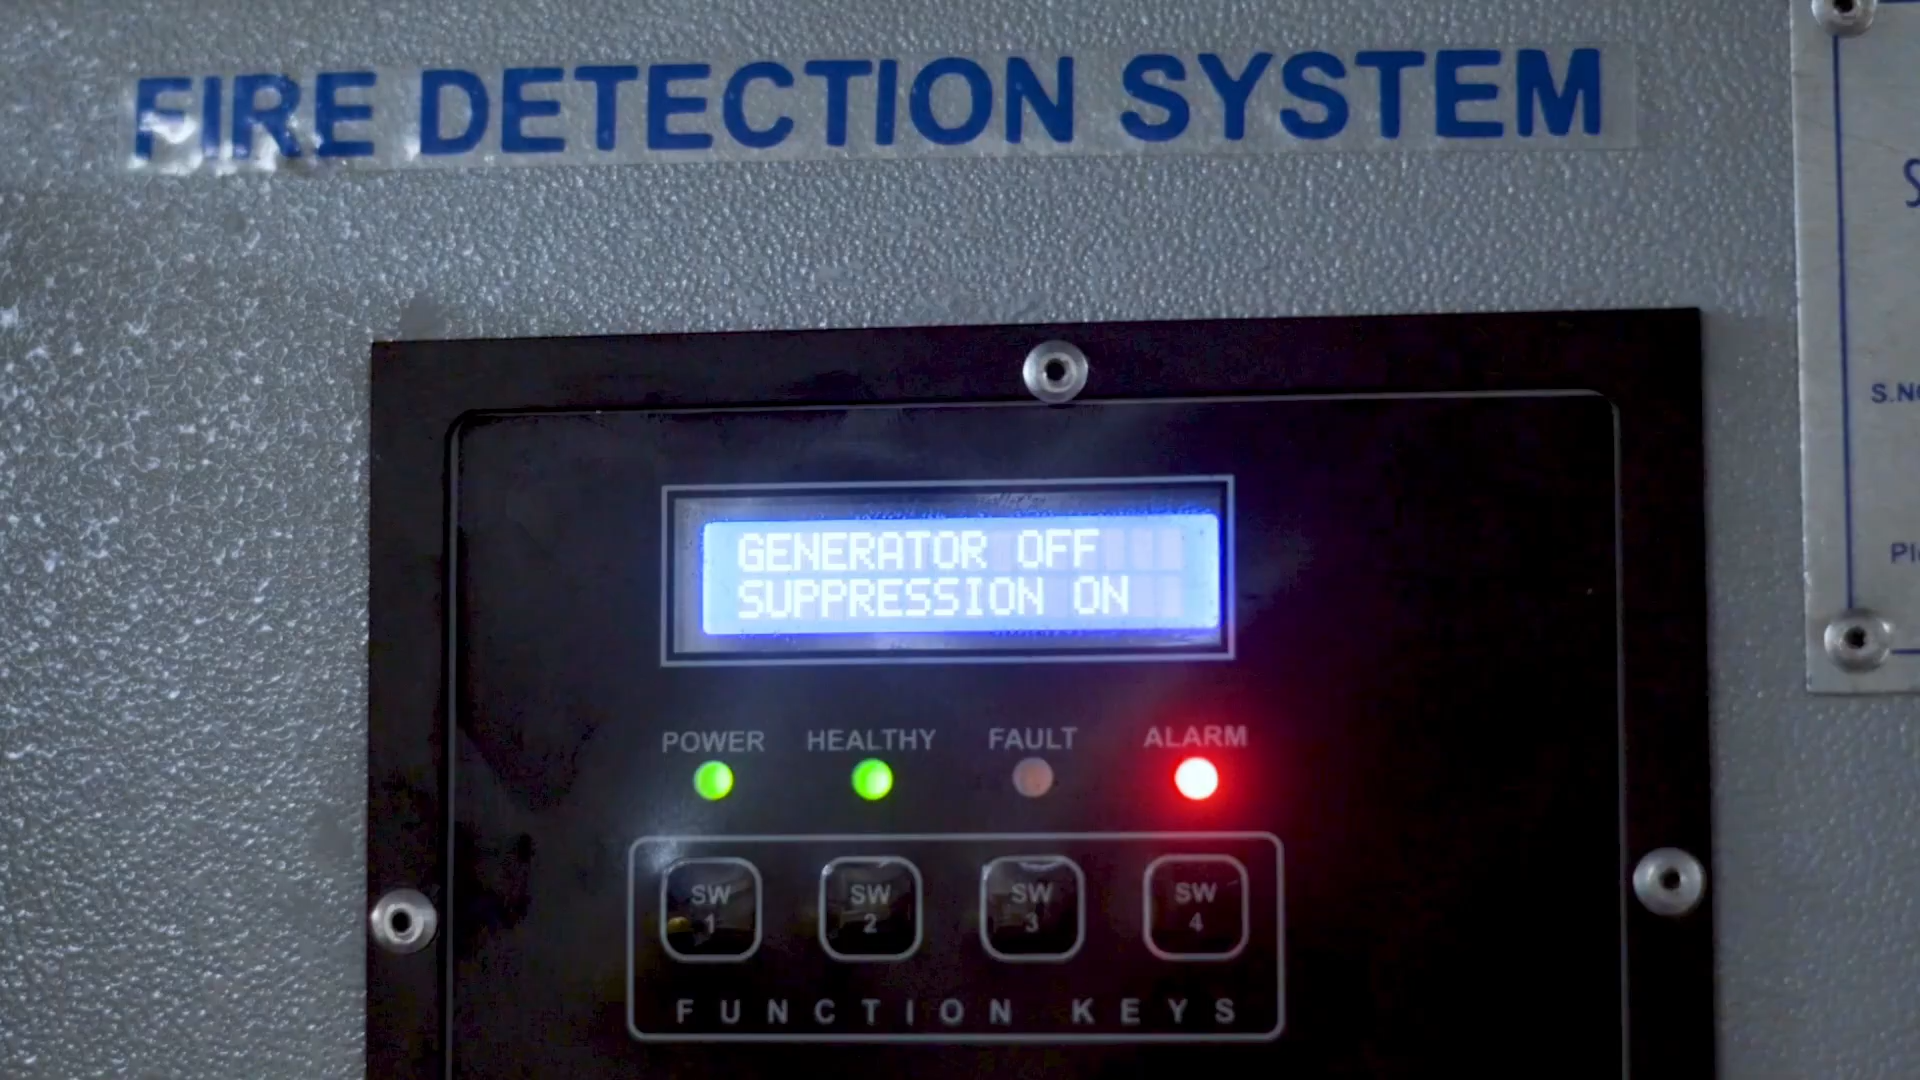 FIRE DETECTION SYSTEM
GENERATOR OFF
SUPPRESSION ON
POWER HEALTHY FAULT ALARM
SW 1
SW 2
SW 3
SW 4
FUNCTION KEYS